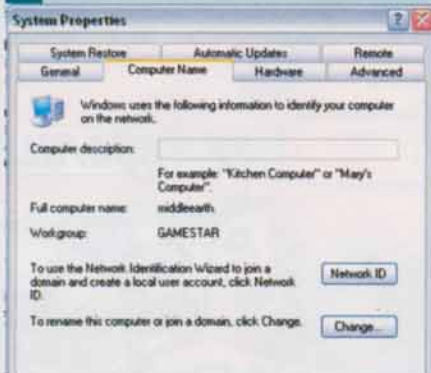 System Properties
System Restore Automatic Updates Remote
General Computer Name Hardware Advanced
Windows uses the following information to identify your computer
on the network.
Computer description:
For example: "Kitchen Computer" or "Mary's
Computer".
Full computer name: middleearth
Workgroup: GAMESTAR
To use the Network Identification Wizard to join a
domain and create a local user account, click Network
ID.
Network ID
To rename this computer or join a domain, click Change.
Change...